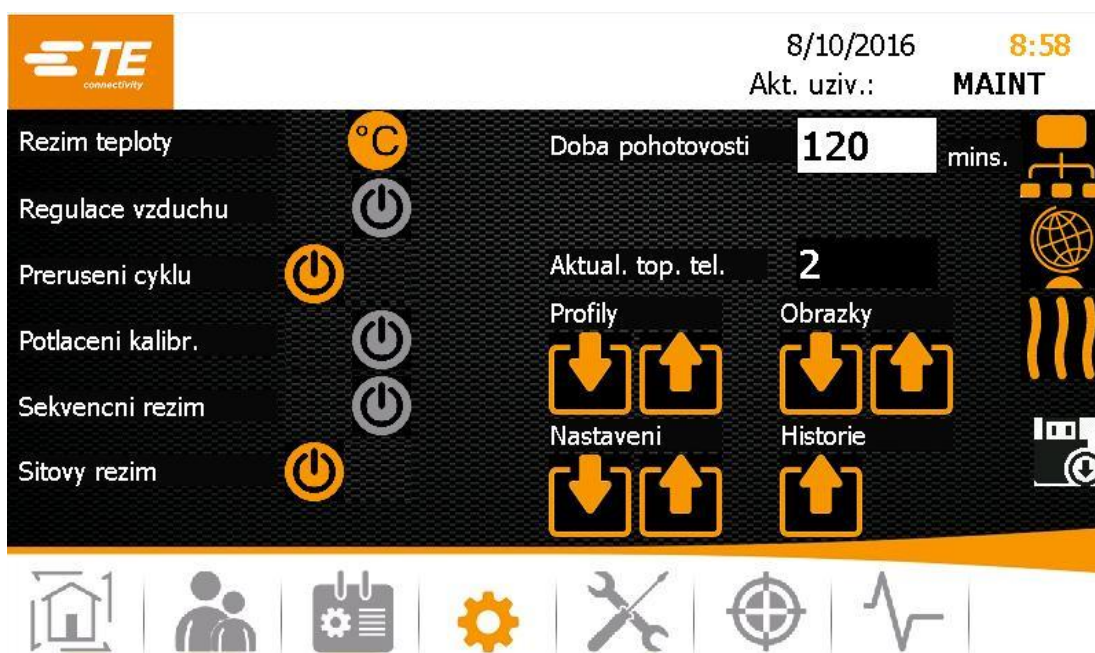 TE
connectivity
8/10/2016 8:58
Akt. uziv.: MAINT
Rezim teploty °C
Regulace vzduchu
Preruseni cyklu
Potlaceni kalibr.
Sekvencni rezim
Sitovy rezim
Doba pohotovosti 120 mins.
Aktual. top. tel. 2
Profily Obrazky
Nastaveni Historie